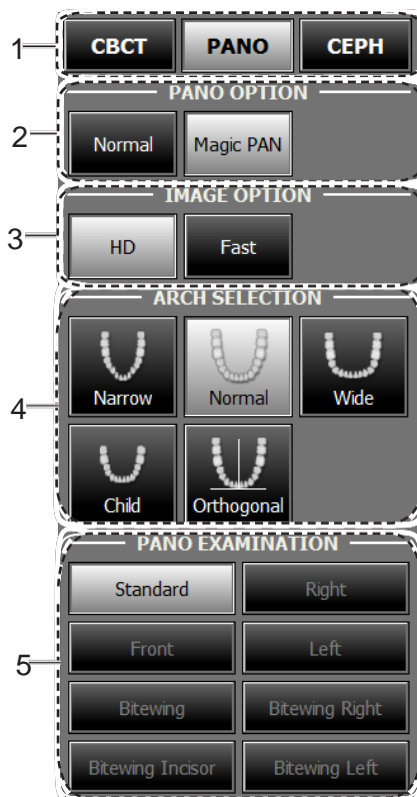 1
CBCT PANO CEPH
PANO OPTION
2
Normal Magic PAN
IMAGE OPTION
3
HD Fast
ARCH SELECTION
4
Narrow Normal Wide
Child Orthogonal
PANO EXAMINATION
Standard Right
Front Left
5
Bitewing Bitewing Right
Bitewing Incisor Bitewing Left